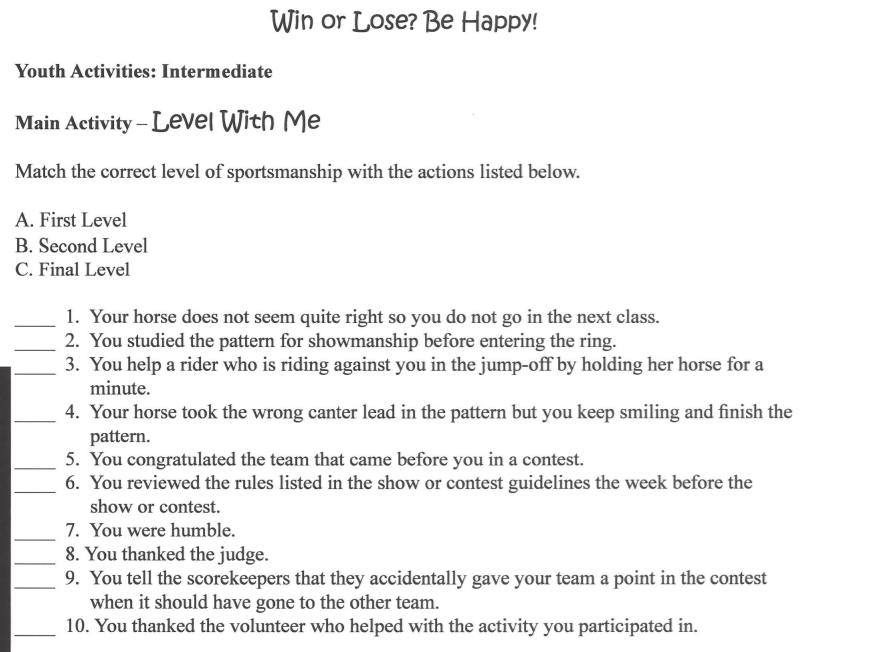 Win or Lose? Be Happy!
Youth Activities: Intermediate
Main Activity – Level With Me
Match the correct level of sportsmanship with the actions listed below.
A. First Level
B. Second Level
C. Final Level
____ 1. Your horse does not seem quite right so you do not go in the next class.
____ 2. You studied the pattern for showmanship before entering the ring.
____ 3. You help a rider who is riding against you in the jump-off by holding her horse for a
minute.
____ 4. Your horse took the wrong canter lead in the pattern but you keep smiling and finish the
pattern.
____ 5. You congratulated the team that came before you in a contest.
____ 6. You reviewed the rules listed in the show or contest guidelines the week before the
show or contest.
____ 7. You were humble.
____ 8. You thanked the judge.
____ 9. You tell the scorekeepers that they accidentally gave your team a point in the contest
when it should have gone to the other team.
____ 10. You thanked the volunteer who helped with the activity you participated in.